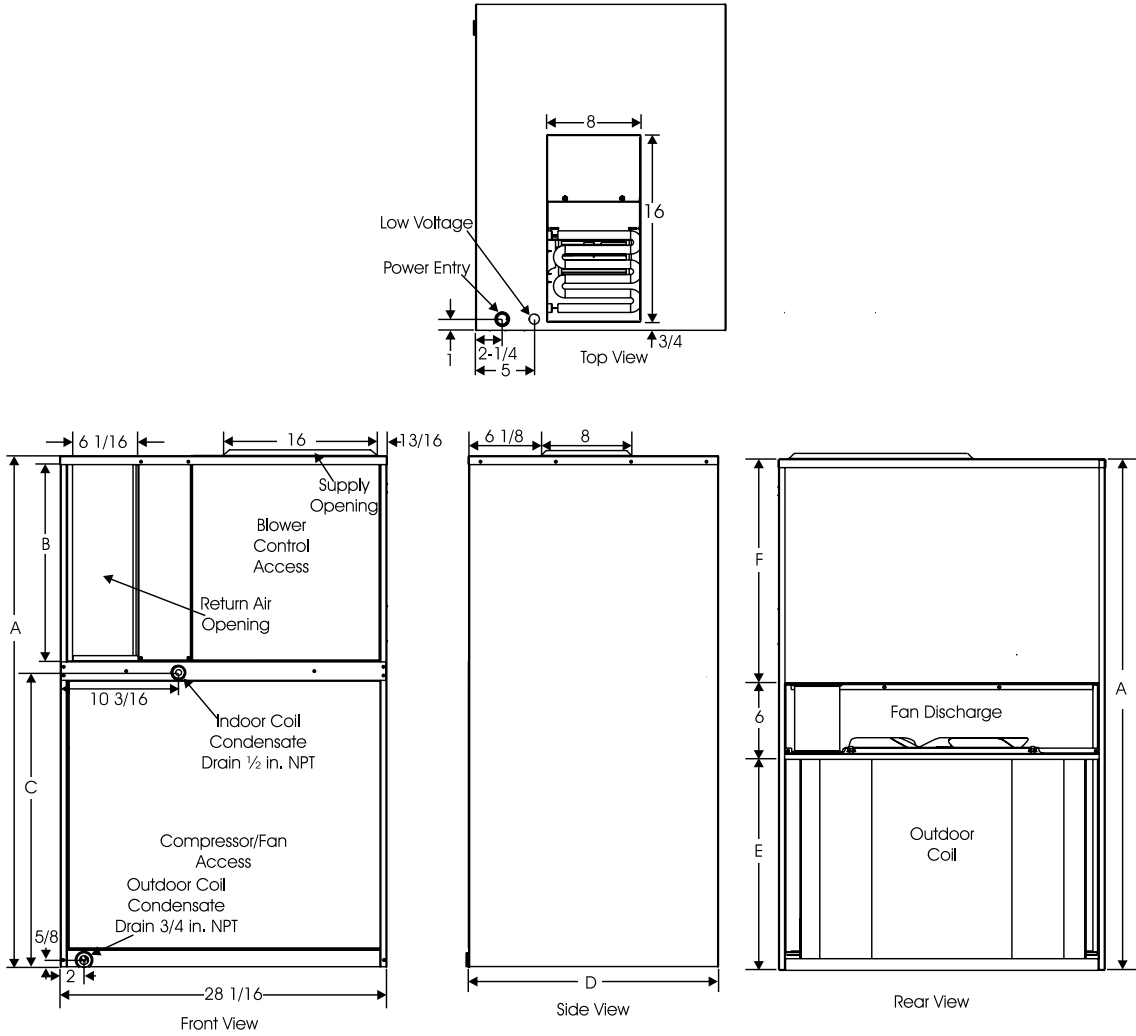 8
16
Low Voltage
Power Entry
1
2-1/4
5
3/4
Top View
6 1/16
16
13/16
Supply
Opening
Blower
Control
Access
B
Return Air
Opening
A
10 3/16
Indoor Coil
Condensate
Drain ½ in. NPT
C
Compressor/Fan
Access
Outdoor Coil
Condensate
Drain 3/4 in. NPT
5/8
2
28 1/16
Front View
6 1/8
8
D
Side View
F
A
6
Fan Discharge
E
Outdoor
Coil
Rear View